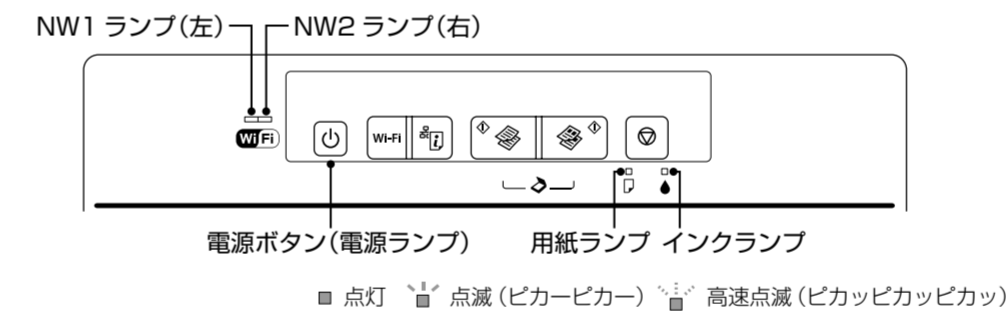 NW1 ランプ(左) NW2 ランプ(右)
Wi Fi Wi-Fi i
電源ボタン(電源ランプ) 用紙ランプ インクランプ
点灯 点滅(ピカーピカー) 高速点滅(ピカッピカッピカッ)